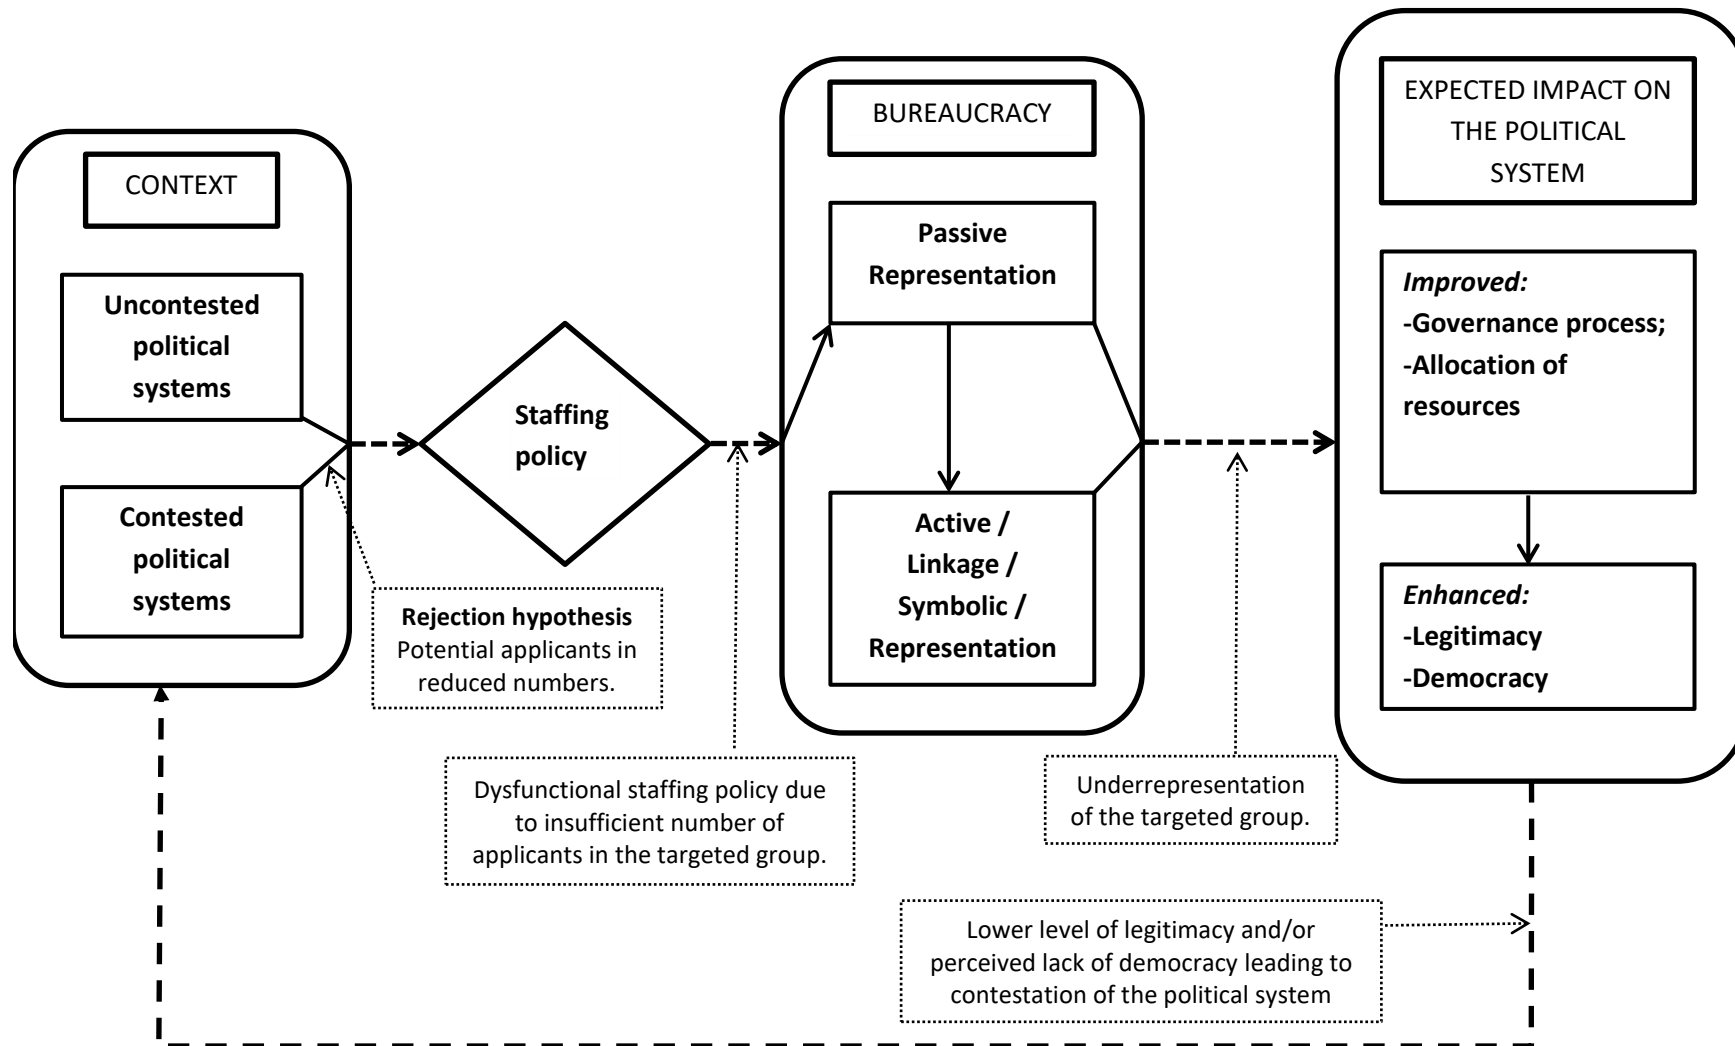 CONTEXT
Uncontested
political
systems
Contested
political
systems
Rejection hypothesis
Potential applicants in
reduced numbers.
Staffing
policy
Dysfunctional staffing policy due
to insufficient number of
applicants in the targeted group.
BUREAUCRACY
Passive
Representation
Active /
Linkage /
Symbolic /
Representation
Underrepresentation
of the targeted group.
EXPECTED IMPACT ON
THE POLITICAL
SYSTEM
Improved:
-Governance process;
-Allocation of
resources
Enhanced:
-Legitimacy
-Democracy
Lower level of legitimacy and/or
perceived lack of democracy leading to
contestation of the political system